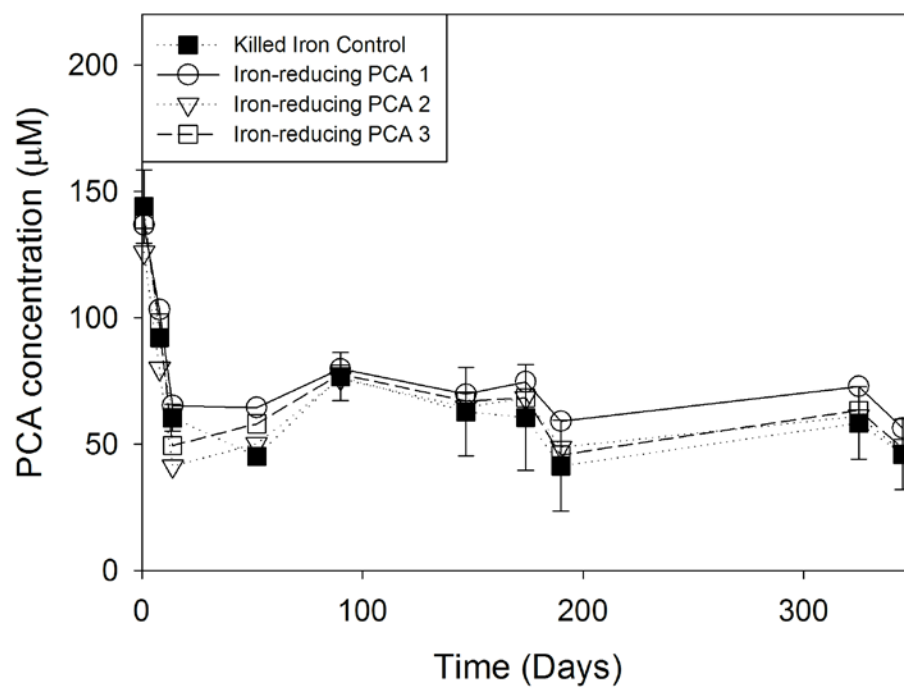 Killed Iron Control
Iron-reducing PCA 1
Iron-reducing PCA 2
Iron-reducing PCA 3
PCA concentration (μM)
200
150
100
50
0
0 100 200 300
Time (Days)